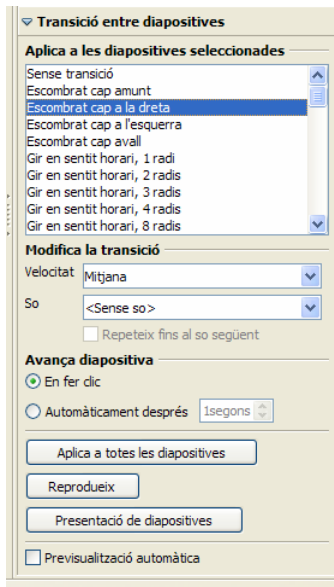 Transició entre diapositives
Aplica a les diapositives seleccionades
Sense transició
Escombrat cap amunt
Escombrat cap a la dreta
Escombrat cap a l'esquerra
Escombrat cap avall
Gir en sentit horari, 1 radi
Gir en sentit horari, 2 radis
Gir en sentit horari, 3 radis
Gir en sentit horari, 4 radis
Gir en sentit horari, 8 radis
Modifica la transició
Velocitat Mitjana
So <Sense so>
Repeteix fins al so següent
Avança diapositiva
En fer clic
Automàticament després 1segons
Aplica a totes les diapositives
Reprodueix
Presentació de diapositives
Previsualització automàtica